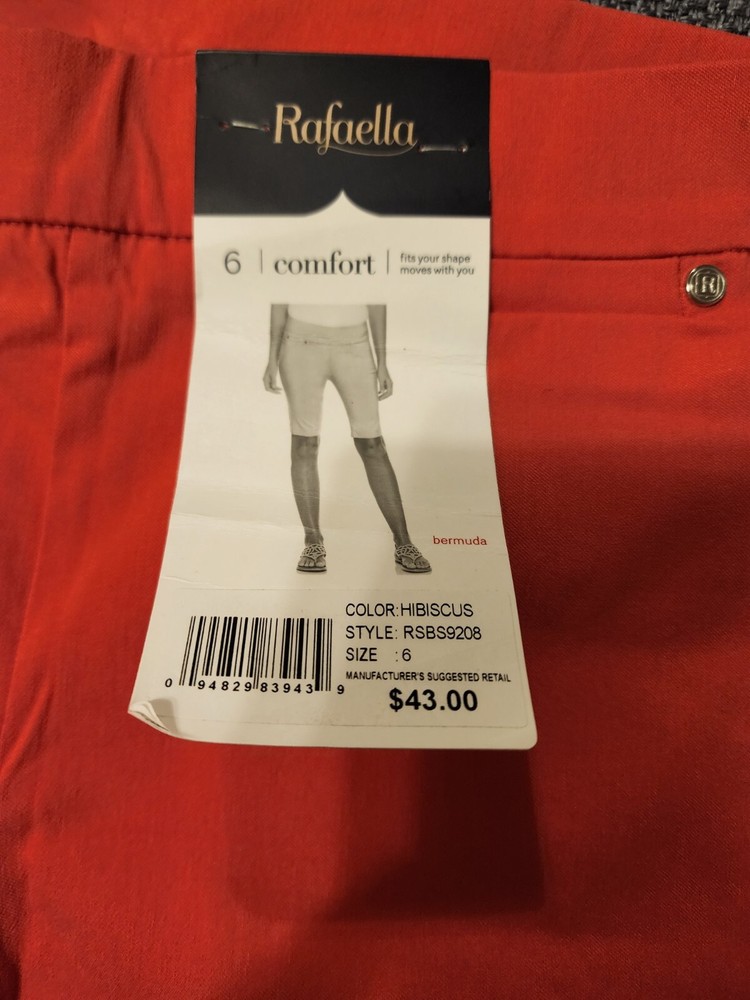 Rafaella
6 | comfort | fits your shape
moves with you
R
bermuda
COLOR:HIBISCUS
STYLE: RSBS9208
SIZE :6
MANUFACTURER'S SUGGESTED RETAIL
$43.00
0 94829 83943 9